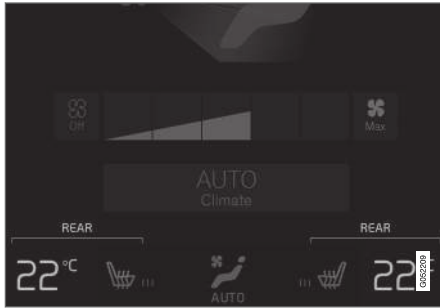 Off
Max
AUTO
Climate
REAR REAR
22°C 22
AUTO
G052209